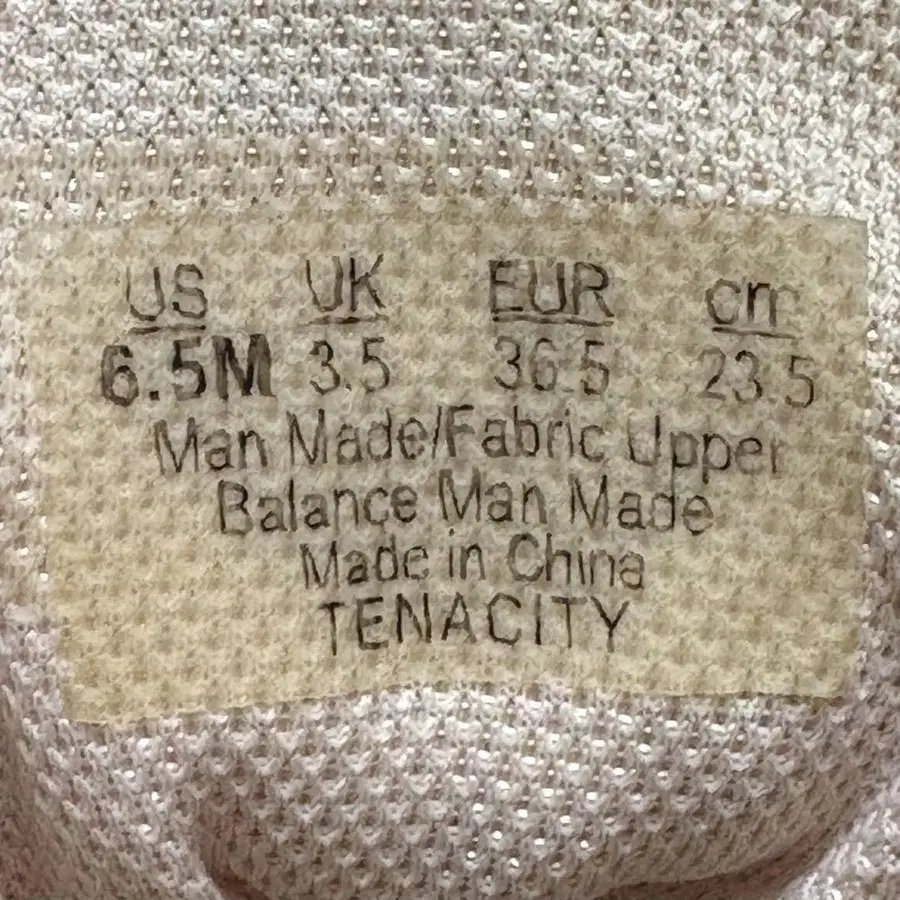 US UK EUR cm
6.5M 3.5 36.5 23.5
Man Made/Fabric Upper
Balance Man Made
Made in China
TENACITY